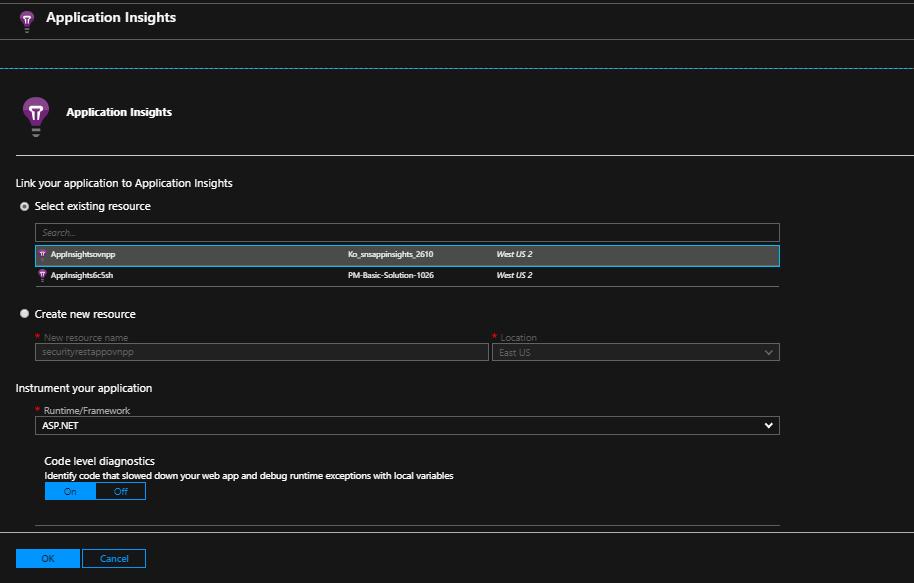 Application Insights
Application Insights
Link your application to Application Insights
Select existing resource
Search...
AppInsightsovnpp Ko_snsappinsights_2610 West US 2
AppInsights6c5sh PM-Basic-Solution-1026 West US 2
Create new resource
* New resource name * Location
securityrestappovnpp East US
Instrument your application
* Runtime/Framework
ASP.NET
Code level diagnostics
Identify code that slowed down your web app and debug runtime exceptions with local variables
On Off
OK Cancel